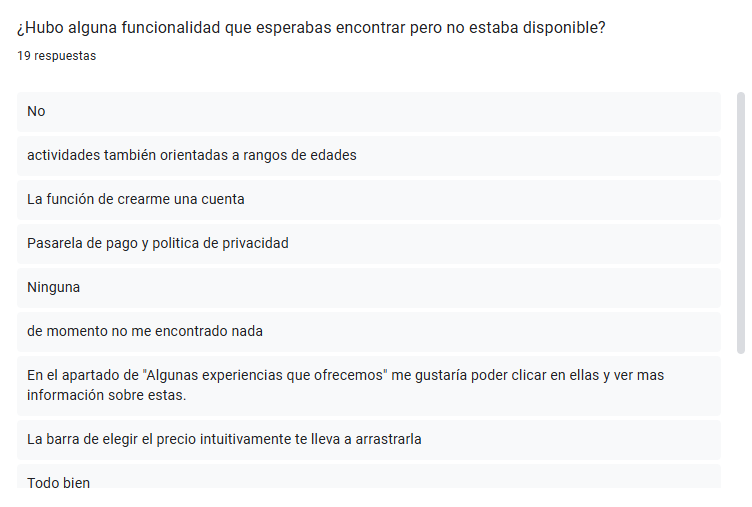 ¿Hubo alguna funcionalidad que esperabas encontrar pero no estaba disponible?
19 respuestas
No
actividades también orientadas a rangos de edades
La función de crearme una cuenta
Pasarela de pago y politica de privacidad
Ninguna
de momento no me encontrado nada
En el apartado de "Algunas experiencias que ofrecemos" me gustaría poder clicar en ellas y ver mas
información sobre estas.
La barra de elegir el precio intuitivamente te lleva a arrastrarla
Todo bien